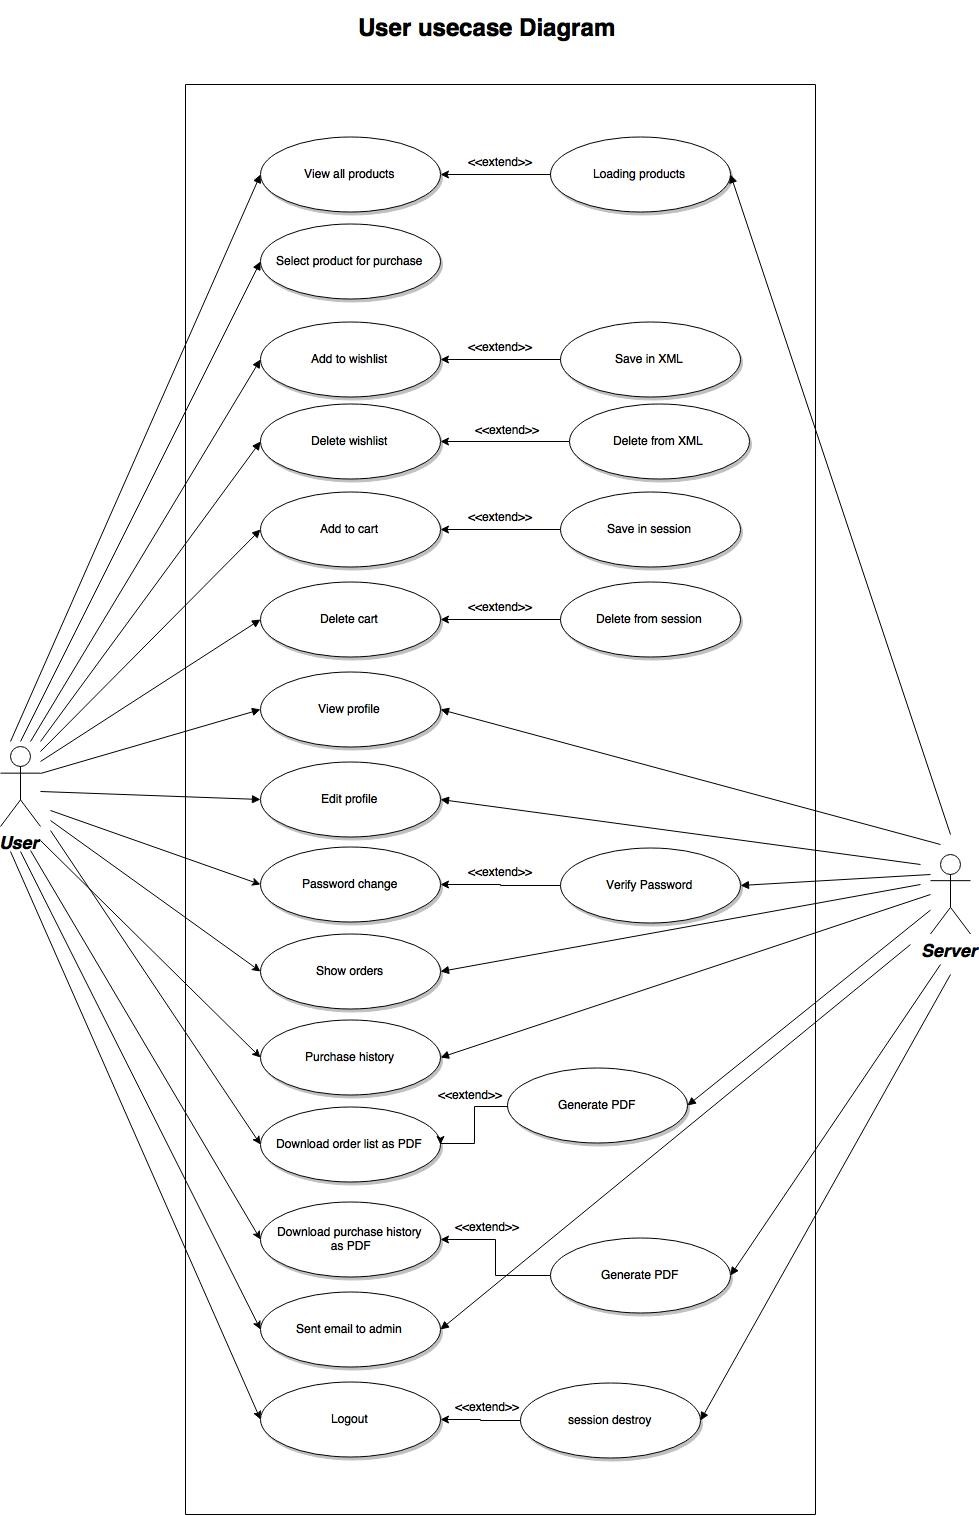 User usecase Diagram
View all products
<<extend>>
Loading products
Select product for purchase
Add to wishlist
<<extend>>
Save in XML
Delete wishlist
<<extend>>
Delete from XML
Add to cart
<<extend>>
Save in session
Delete cart
<<extend>>
Delete from session
View profile
Edit profile
User
Password change
<<extend>>
Verify Password
Server
Show orders
Purchase history
<<extend>>
Generate PDF
Download order list as PDF
Download purchase history
as PDF
<<extend>>
Generate PDF
Sent email to admin
Logout
<<extend>>
session destroy